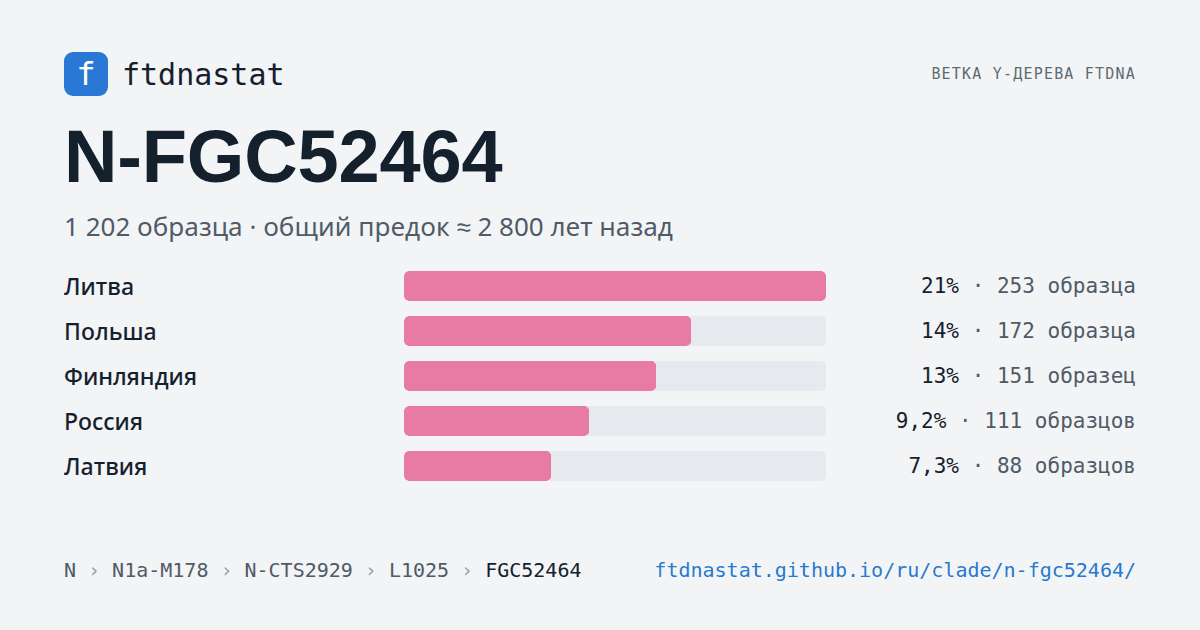 f ftdnastat
ВЕТКА Y-ДЕРЕВА FTDNA
N-FGC52464
1 202 образца · общий предок ≈ 2 800 лет назад
Литва 21% · 253 образца
Польша 14% · 172 образца
Финляндия 13% · 151 образец
Россия 9,2% · 111 образцов
Латвия 7,3% · 88 образцов
N › N1a-M178 › N-CTS2929 › L1025 › FGC52464
ftdnastat.github.io/ru/clade/n-fgc52464/